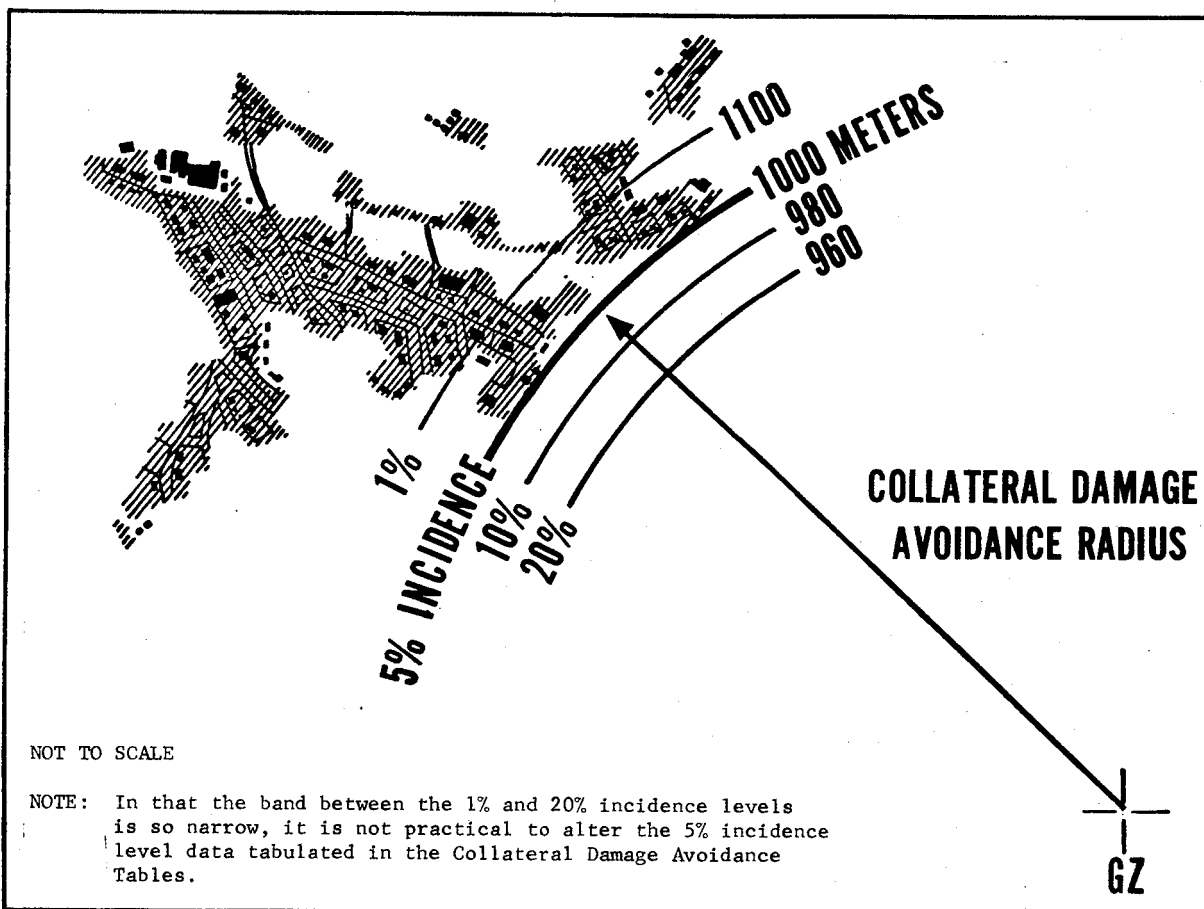 1100
1000 METERS
980
960
1%
5% INCIDENCE
10%
20%
COLLATERAL DAMAGE
AVOIDANCE RADIUS
GZ
NOT TO SCALE
NOTE: In that the band between the 1% and 20% incidence levels
is so narrow, it is not practical to alter the 5% incidence
level data tabulated in the Collateral Damage Avoidance
Tables.